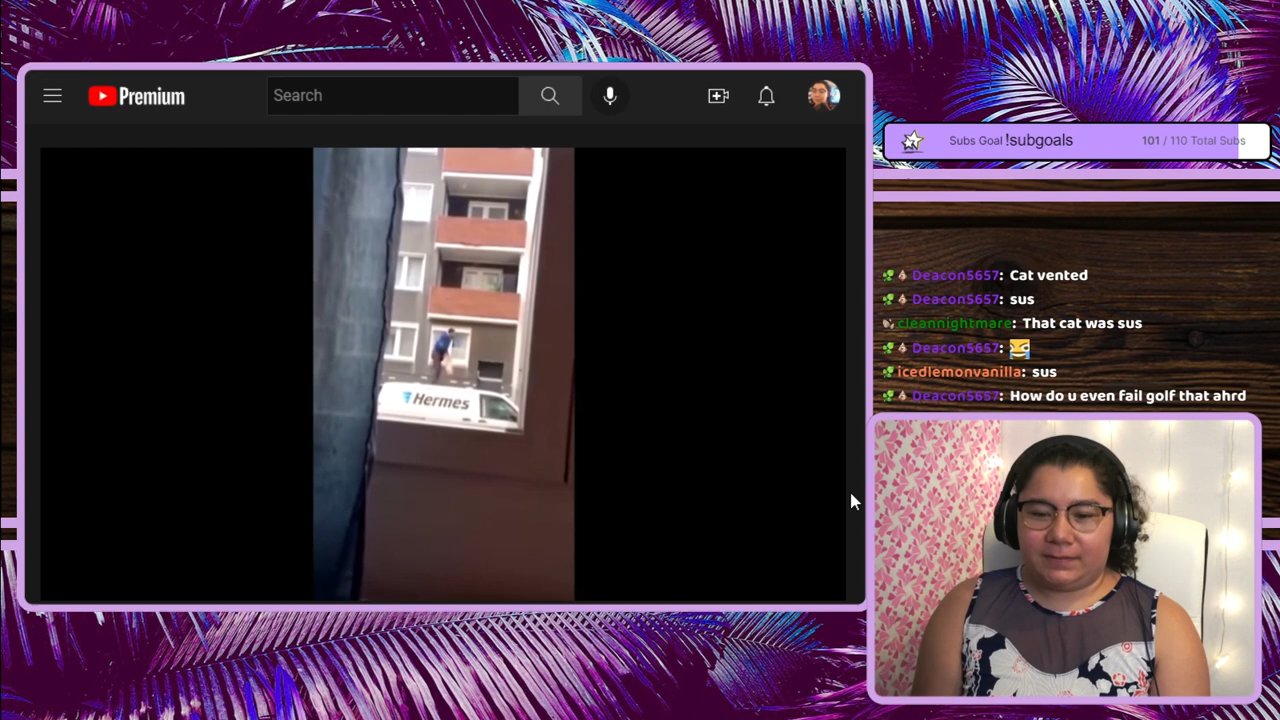 Premium
Search
Subs Goal !subgoals 101 / 110 Total Subs
Hermes
Deacon5657: Cat vented
Deacon5657: sus
cleannightmare: That cat was sus
Deacon5657:
icedlemonvanilla: sus
Deacon5657: How do u even fail golf that ahrd